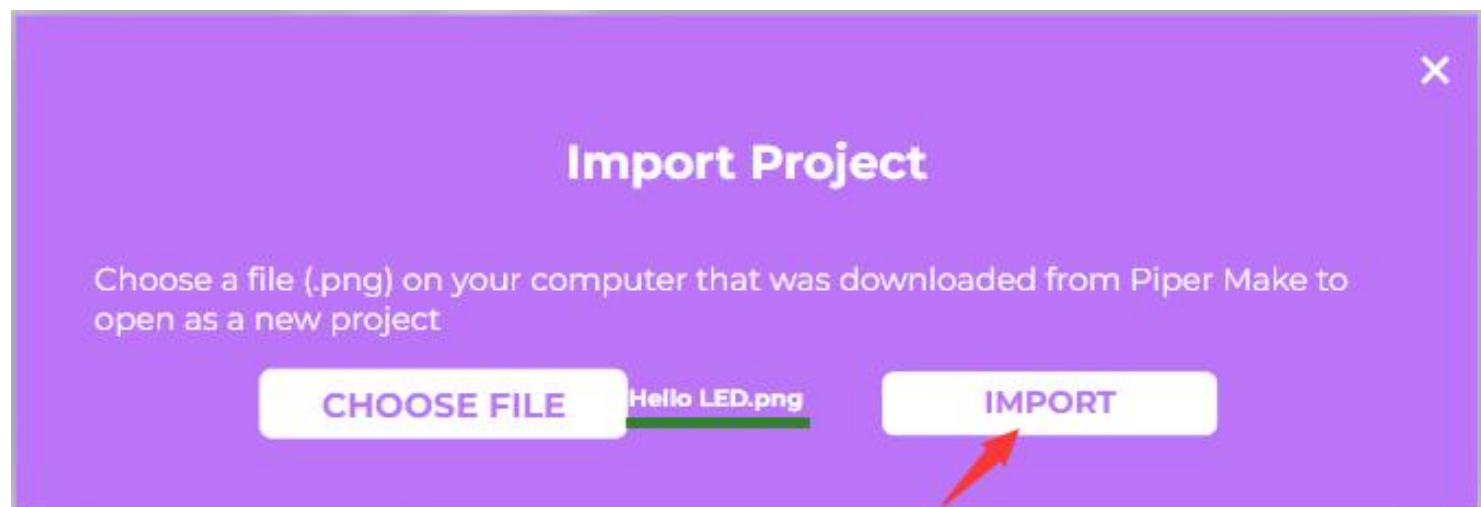 Import Project
Choose a file (.png) on your computer that was downloaded from Piper Make to
open as a new project
CHOOSE FILE Hello LED.png IMPORT